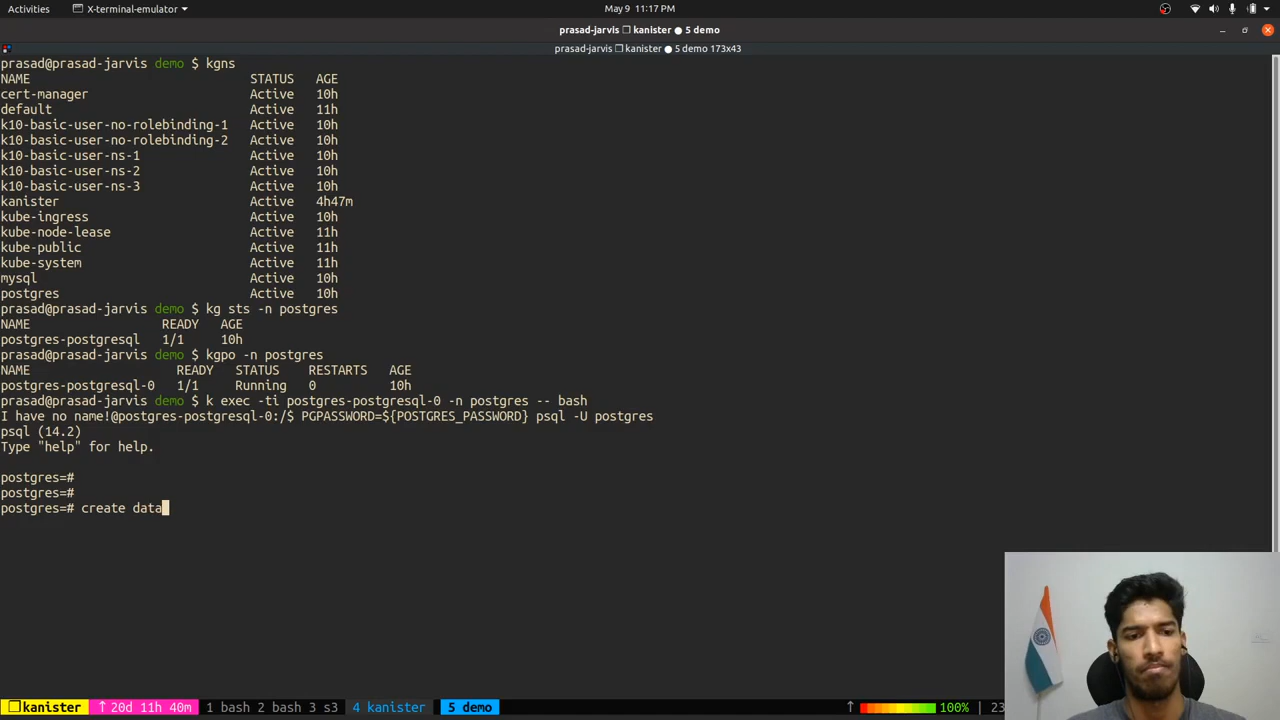 Activities X-terminal-emulator May 9 11:17 PM
prasad-jarvis ❐ kanister ● 5 demo
prasad-jarvis ❐ kanister ● 5 demo 173x43
prasad@prasad-jarvis demo $ kgns
NAME STATUS AGE
cert-manager Active 10h
default Active 11h
k10-basic-user-no-rolebinding-1 Active 10h
k10-basic-user-no-rolebinding-2 Active 10h
k10-basic-user-ns-1 Active 10h
k10-basic-user-ns-2 Active 10h
k10-basic-user-ns-3 Active 10h
kanister Active 4h47m
kube-ingress Active 10h
kube-node-lease Active 11h
kube-public Active 11h
kube-system Active 11h
mysql Active 10h
postgres Active 10h
prasad@prasad-jarvis demo $ kg sts -n postgres
NAME READY AGE
postgres-postgresql 1/1 10h
prasad@prasad-jarvis demo $ kgpo -n postgres
NAME READY STATUS RESTARTS AGE
postgres-postgresql-0 1/1 Running 0 10h
prasad@prasad-jarvis demo $ k exec -ti postgres-postgresql-0 -n postgres -- bash
I have no name!@postgres-postgresql-0:/$ PGPASSWORD=${POSTGRES_PASSWORD} psql -U postgres
psql (14.2)
Type "help" for help.
postgres=#
postgres=#
postgres=# create data
❐ kanister ↑ 20d 11h 40m 1 bash 2 bash 3 s3 4 kanister 5 demo ↑ 100% | 23